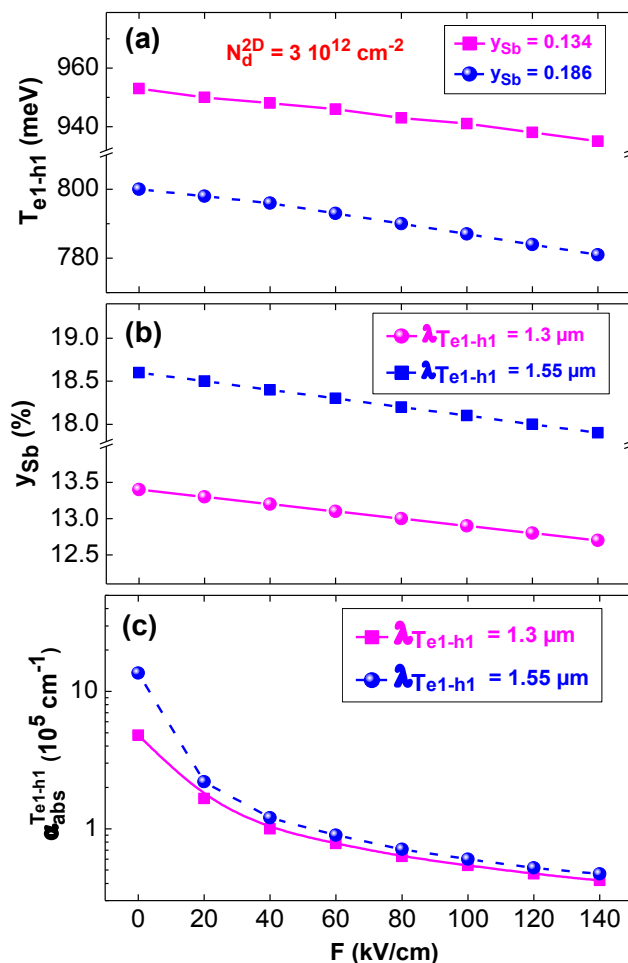 (a)
N_d^2D = 3 10^12 cm^-2
y_Sb = 0.134
y_Sb = 0.186
960
940
800
780
T_e1-h1 (meV)
(b)
λ_Te1-h1 = 1.3 µm
λ_Te1-h1 = 1.55 µm
19.0
18.5
18.0
13.5
13.0
12.5
y_Sb (%)
(c)
λ_Te1-h1 = 1.3 µm
λ_Te1-h1 = 1.55 µm
10
1
α_abs^Te1-h1 (10^5 cm^-1)
0 20 40 60 80 100 120 140
F (kV/cm)